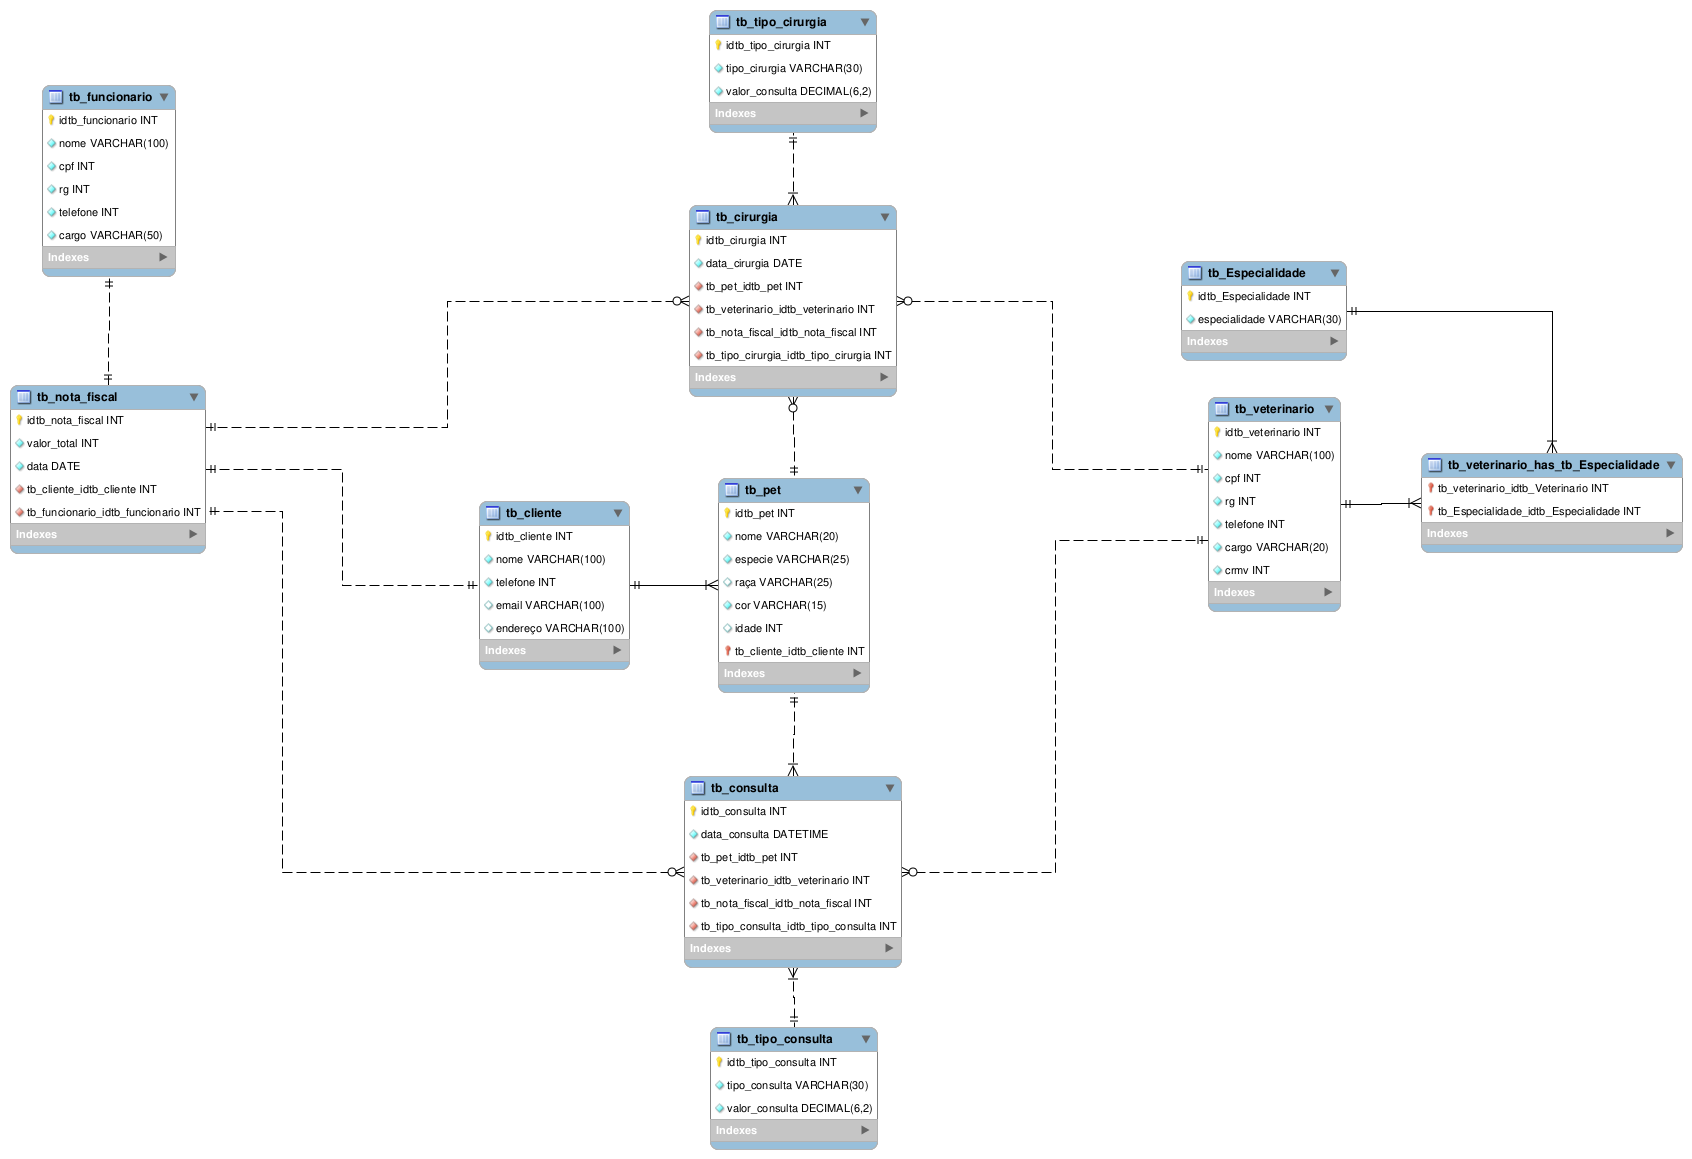 tb_tipo_cirurgia
idtb_tipo_cirurgia INT
tipo_cirurgia VARCHAR(30)
valor_consulta DECIMAL(6,2)
Indexes
tb_funcionario
idtb_funcionario INT
nome VARCHAR(100)
cpf INT
rg INT
telefone INT
cargo VARCHAR(50)
Indexes
tb_cirurgia
idtb_cirurgia INT
data_cirurgia DATE
tb_pet_idtb_pet INT
tb_veterinario_idtb_veterinario INT
tb_nota_fiscal_idtb_nota_fiscal INT
tb_tipo_cirurgia_idtb_tipo_cirurgia INT
Indexes
tb_Especialidade
idtb_Especialidade INT
especialidade VARCHAR(30)
Indexes
tb_nota_fiscal
idtb_nota_fiscal INT
valor_total INT
data DATE
tb_cliente_idtb_cliente INT
tb_funcionario_idtb_funcionario INT
Indexes
tb_cliente
idtb_cliente INT
nome VARCHAR(100)
telefone INT
email VARCHAR(100)
endereço VARCHAR(100)
Indexes
tb_pet
idtb_pet INT
nome VARCHAR(20)
especie VARCHAR(25)
raça VARCHAR(25)
cor VARCHAR(15)
idade INT
tb_cliente_idtb_cliente INT
Indexes
tb_veterinario
idtb_veterinario INT
nome VARCHAR(100)
cpf INT
rg INT
telefone INT
cargo VARCHAR(20)
crmv INT
Indexes
tb_veterinario_has_tb_Especialidade
tb_veterinario_idtb_Veterinario INT
tb_Especialidade_idtb_Especialidade INT
Indexes
tb_consulta
idtb_consulta INT
data_consulta DATETIME
tb_pet_idtb_pet INT
tb_veterinario_idtb_veterinario INT
tb_nota_fiscal_idtb_nota_fiscal INT
tb_tipo_consulta_idtb_tipo_consulta INT
Indexes
tb_tipo_consulta
idtb_tipo_consulta INT
tipo_consulta VARCHAR(30)
valor_consulta DECIMAL(6,2)
Indexes